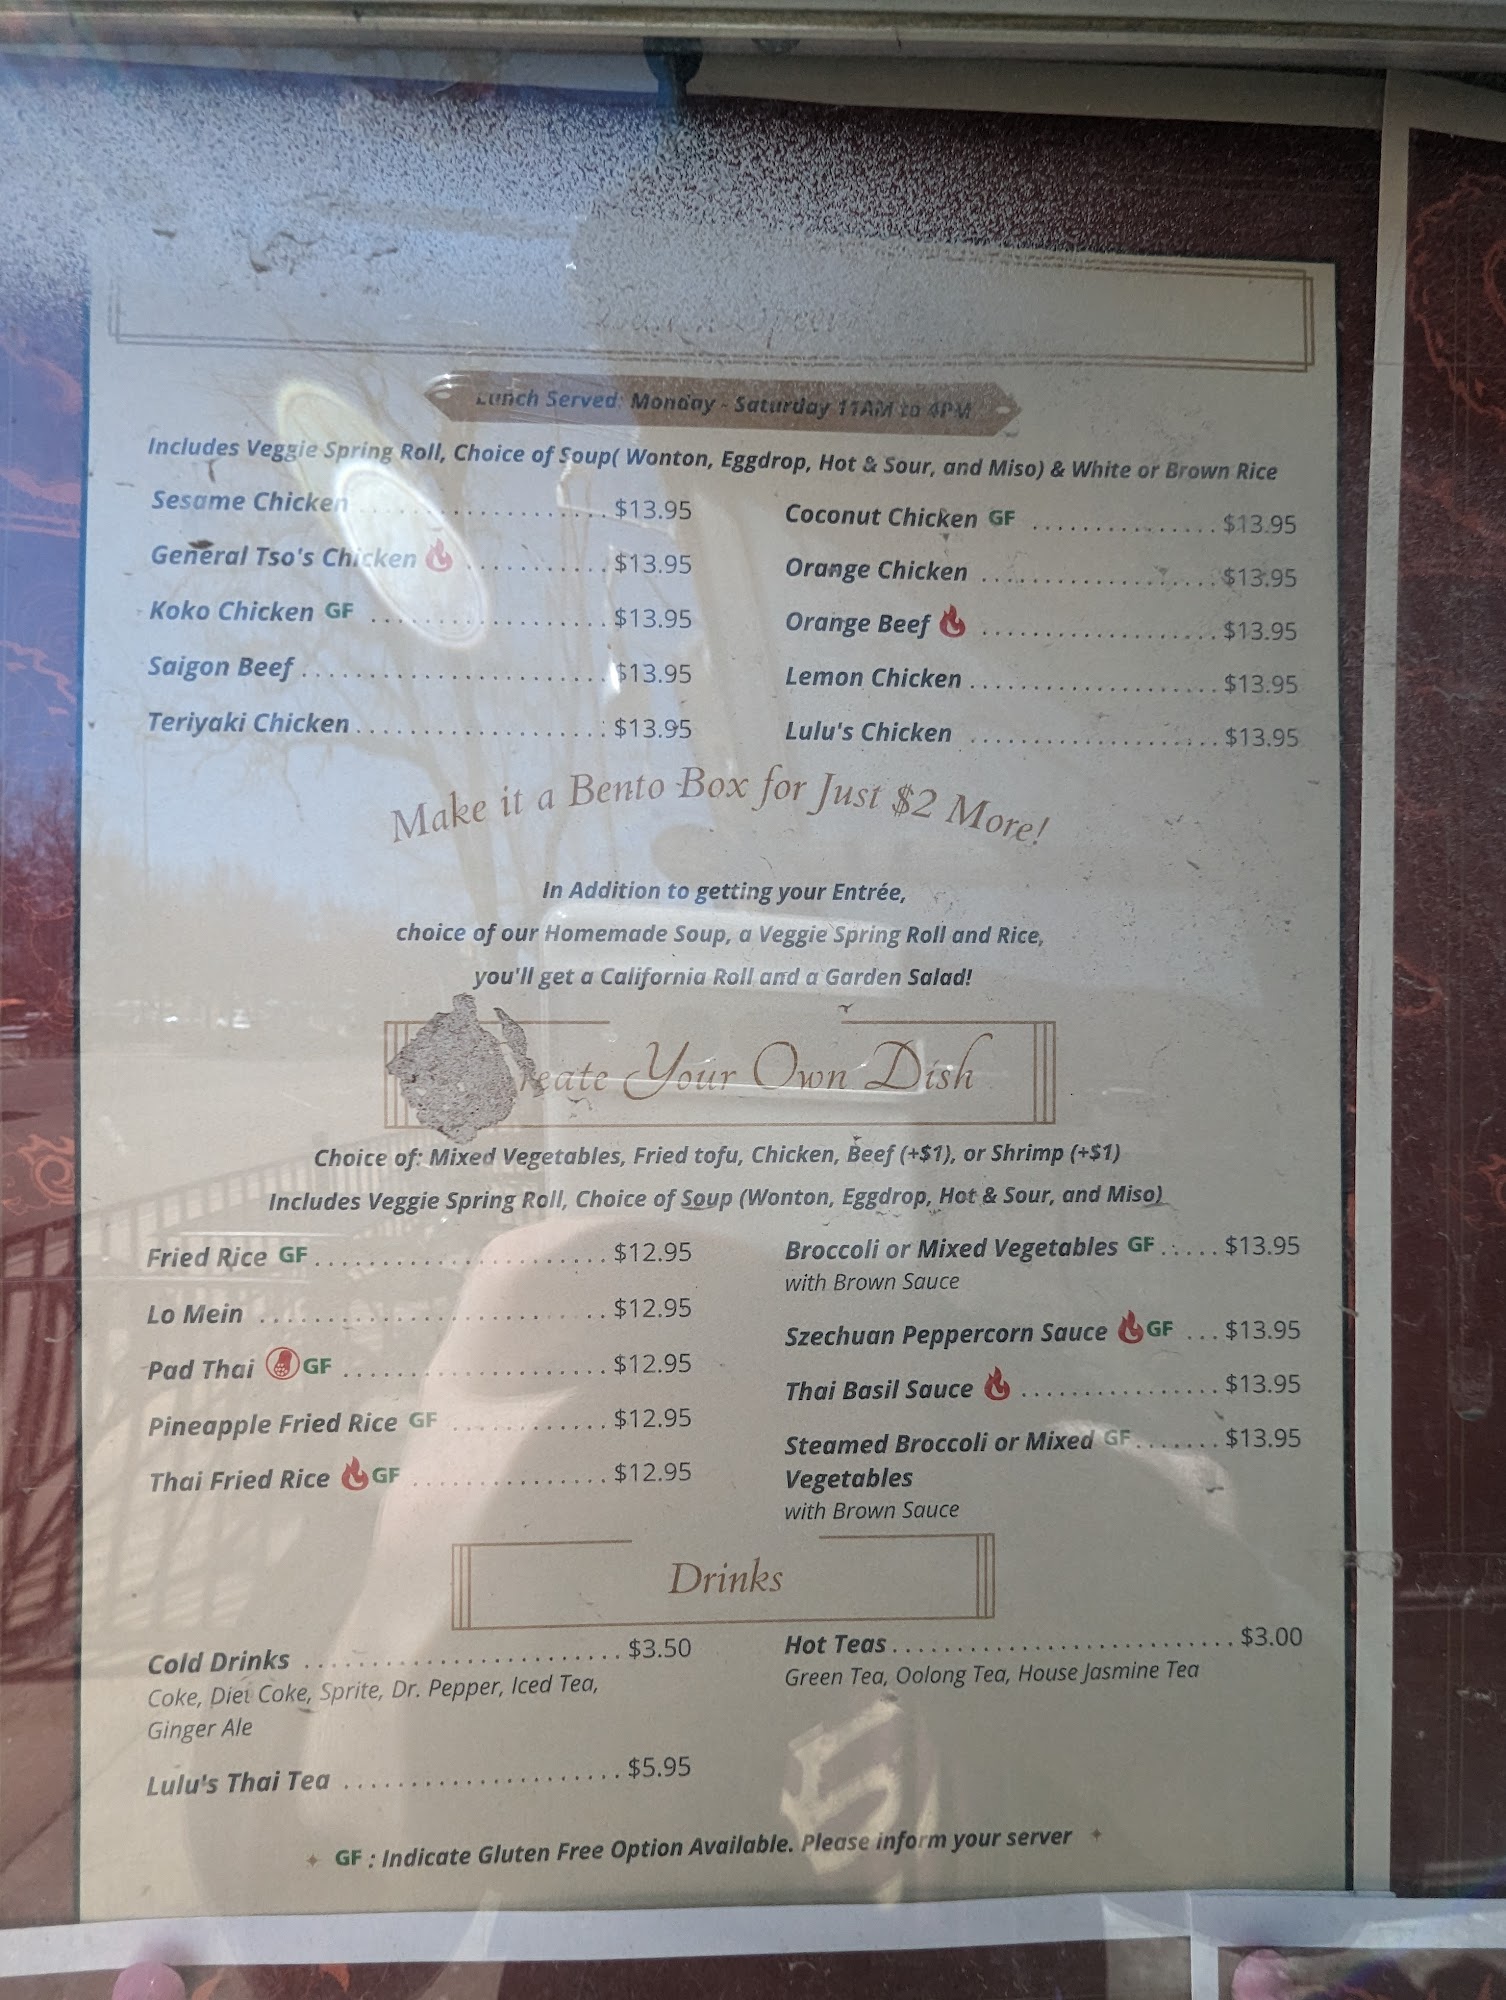 Lunch Served: Monday - Saturday 11AM to 4PM
Includes Veggie Spring Roll, Choice of Soup( Wonton, Eggdrop, Hot & Sour, and Miso) & White or Brown Rice
Sesame Chicken $13.95
General Tso's Chicken $13.95
Koko Chicken GF $13.95
Saigon Beef $13.95
Teriyaki Chicken $13.95
Coconut Chicken GF $13.95
Orange Chicken $13.95
Orange Beef $13.95
Lemon Chicken $13.95
Lulu's Chicken $13.95
Make it a Bento Box for Just $2 More!
In Addition to getting your Entrée,
choice of our Homemade Soup, a Veggie Spring Roll and Rice,
you'll get a California Roll and a Garden Salad!
reate Your Own Dish
Choice of: Mixed Vegetables, Fried tofu, Chicken, Beef (+$1), or Shrimp (+$1)
Includes Veggie Spring Roll, Choice of Soup (Wonton, Eggdrop, Hot & Sour, and Miso)
Fried Rice GF $12.95
Lo Mein $12.95
Pad Thai GF $12.95
Pineapple Fried Rice GF $12.95
Thai Fried Rice GF $12.95
Broccoli or Mixed Vegetables GF $13.95
with Brown Sauce
Szechuan Peppercorn Sauce GF $13.95
Thai Basil Sauce $13.95
Steamed Broccoli or Mixed GF $13.95
Vegetables
with Brown Sauce
Drinks
Cold Drinks $3.50
Coke, Diet Coke, Sprite, Dr. Pepper, Iced Tea,
Ginger Ale
Lulu's Thai Tea $5.95
Hot Teas $3.00
Green Tea, Oolong Tea, House Jasmine Tea
GF : Indicate Gluten Free Option Available. Please inform your server